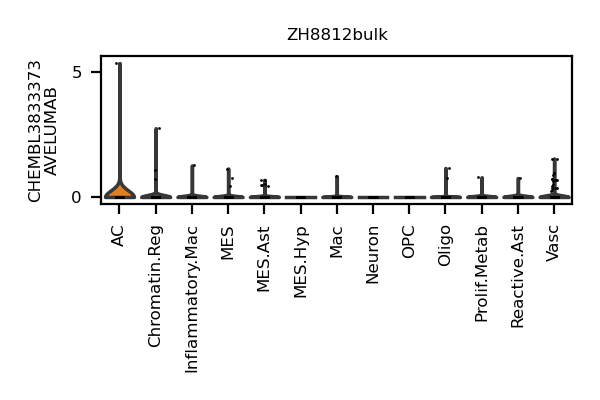 ZH8812bulk
CHEMBL3833373
AVELUMAB
5
0
AC
Chromatin.Reg
Inflammatory.Mac
MES
MES.Ast
MES.Hyp
Mac
Neuron
OPC
Oligo
Prolif.Metab
Reactive.Ast
Vasc